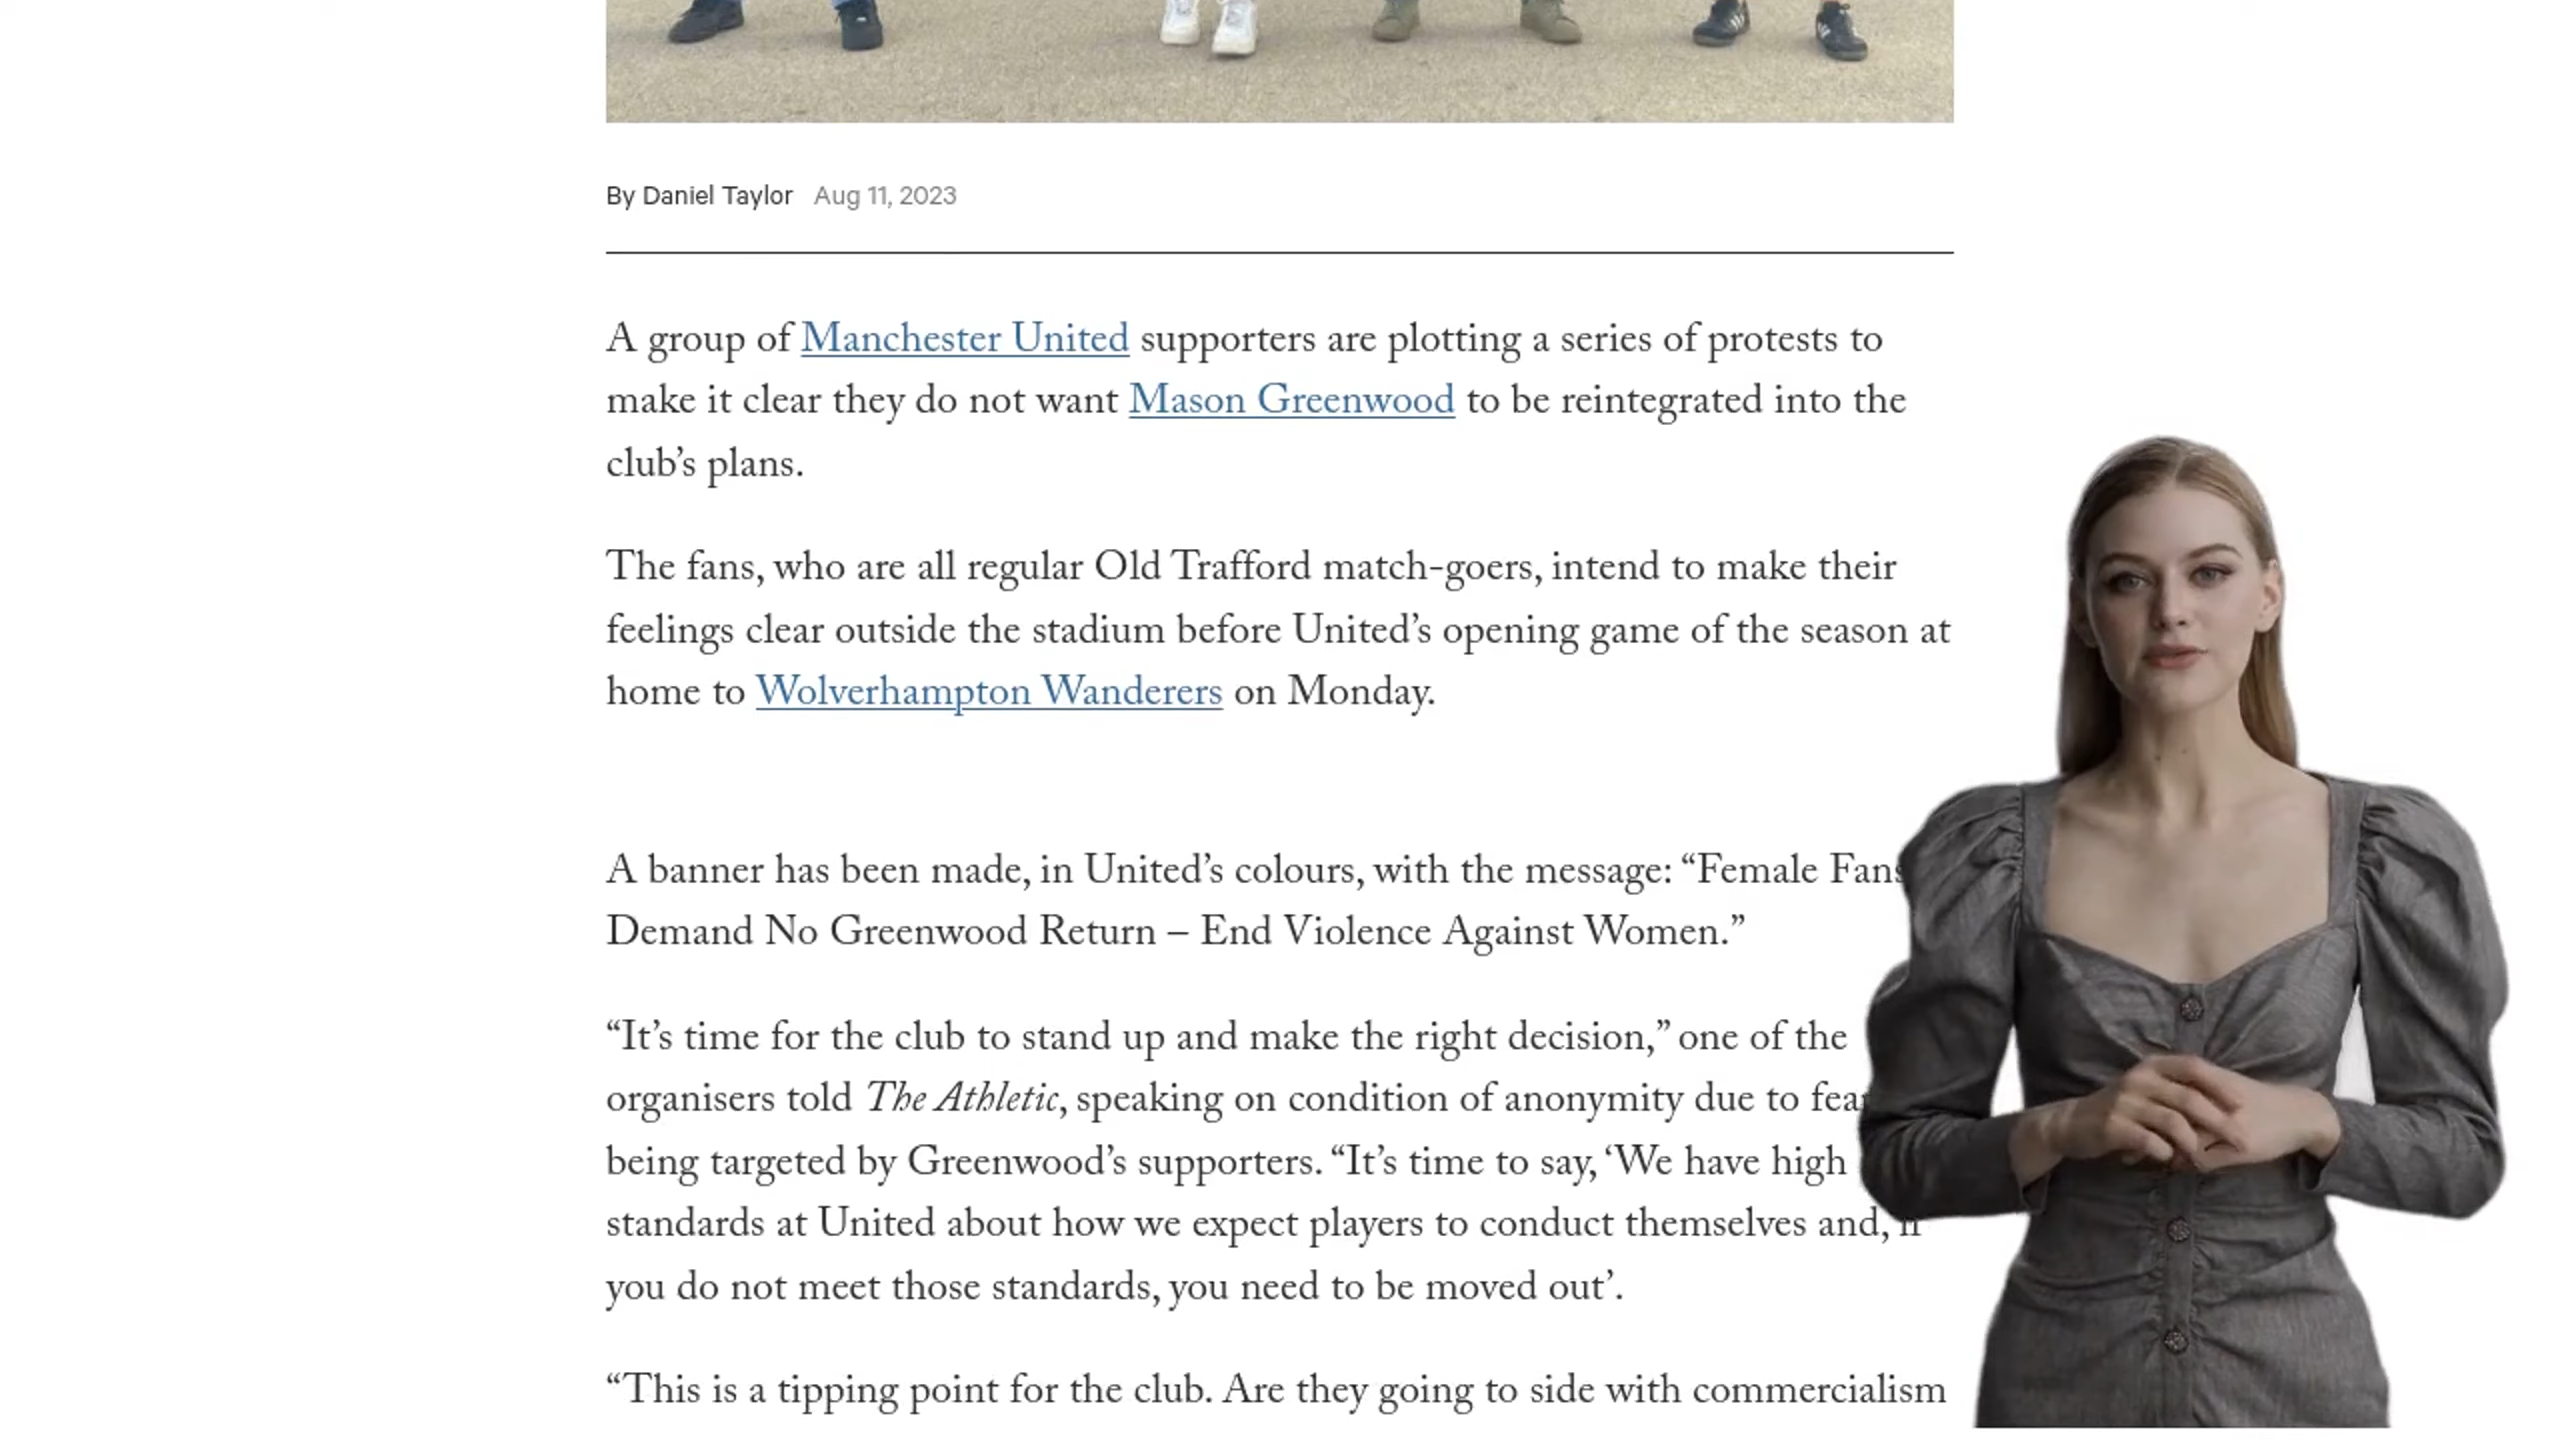 By Daniel Taylor Aug 11, 2023
A group of Manchester United supporters are plotting a series of protests to
make it clear they do not want Mason Greenwood to be reintegrated into the
club’s plans.
The fans, who are all regular Old Trafford match-goers, intend to make their
feelings clear outside the stadium before United’s opening game of the season at
home to Wolverhampton Wanderers on Monday.
A banner has been made, in United’s colours, with the message: “Female Fans
Demand No Greenwood Return – End Violence Against Women.”
“It’s time for the club to stand up and make the right decision,” one of the
organisers told The Athletic, speaking on condition of anonymity due to fear
being targeted by Greenwood’s supporters. “It’s time to say, ‘We have high
standards at United about how we expect players to conduct themselves and, if
you do not meet those standards, you need to be moved out’.
“This is a tipping point for the club. Are they going to side with commercialism